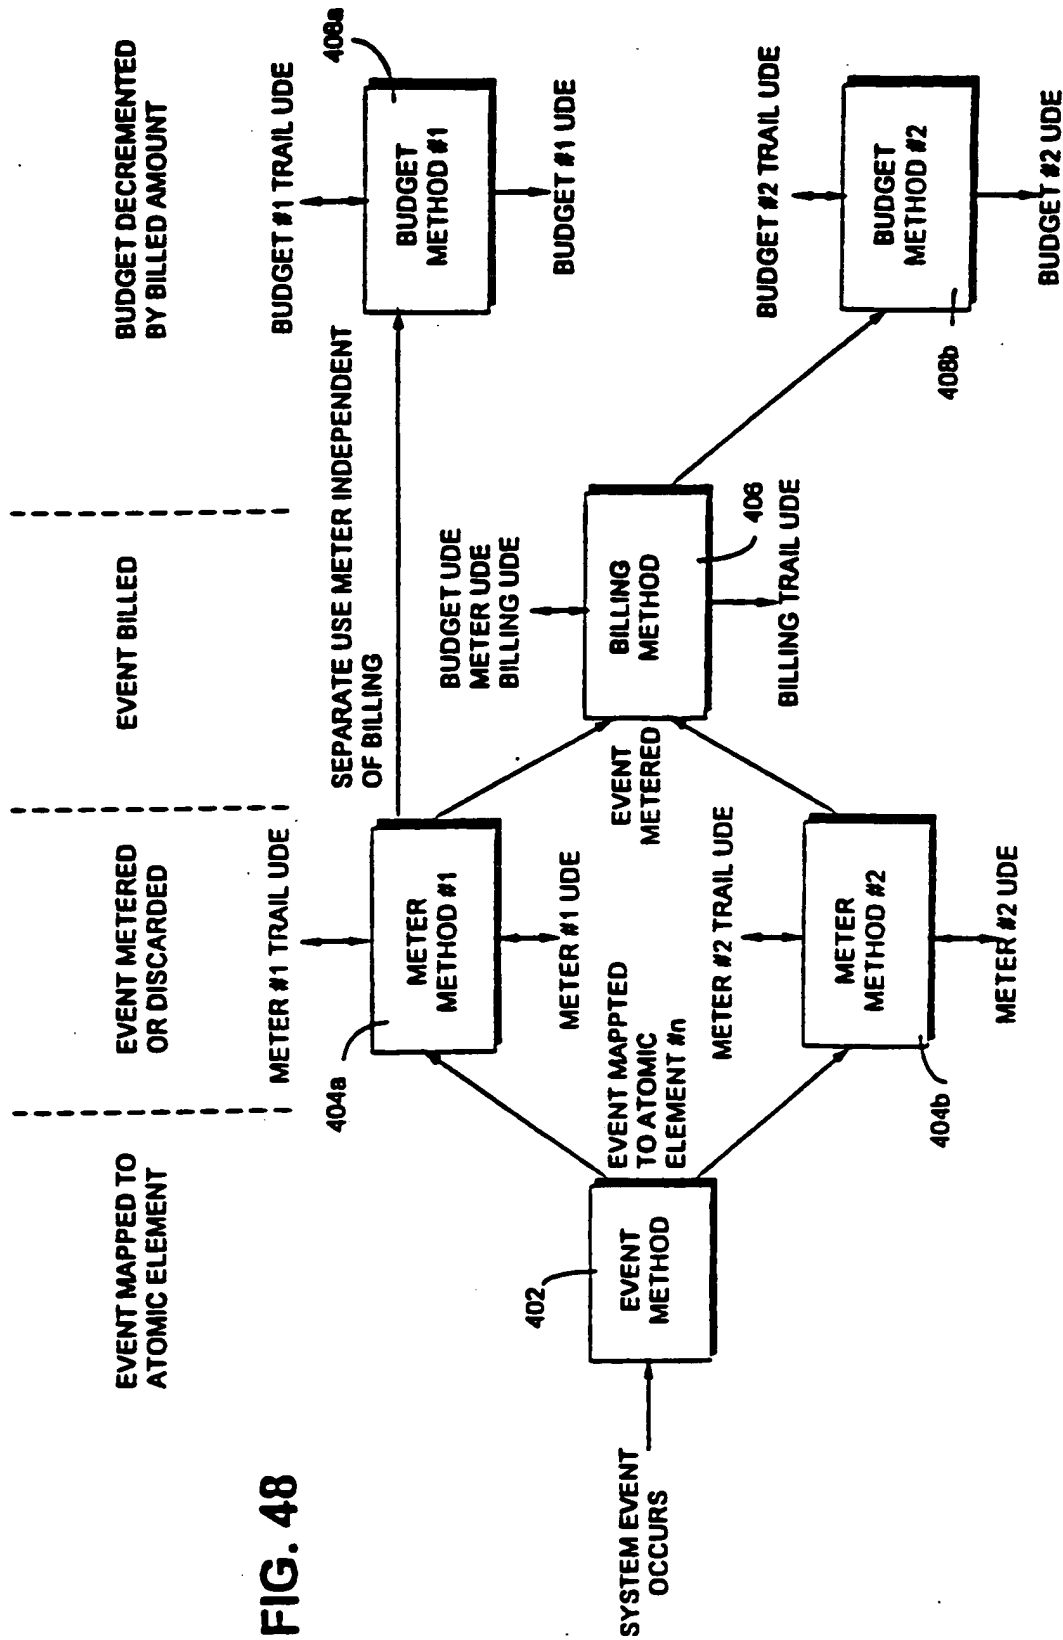 FIG. 48
EVENT MAPPED TO
ATOMIC ELEMENT
EVENT METERED
OR DISCARDED
EVENT BILLED
BUDGET DECREMENTED
BY BILLED AMOUNT
SYSTEM EVENT
OCCURS
402
EVENT
METHOD
EVENT MAPPTED
TO ATOMIC
ELEMENT #n
METER #1 TRAIL UDE
404a
METER
METHOD #1
METER #1 UDE
METER #2 TRAIL UDE
METER
METHOD #2
404b
METER #2 UDE
SEPARATE USE METER INDEPENDENT
OF BILLING
EVENT
METERED
BUDGET UDE
METER UDE
BILLING UDE
BILLING
METHOD
406
BILLING TRAIL UDE
BUDGET #1 TRAIL UDE
408a
BUDGET
METHOD #1
BUDGET #1 UDE
BUDGET #2 TRAIL UDE
BUDGET
METHOD #2
408b
BUDGET #2 UDE